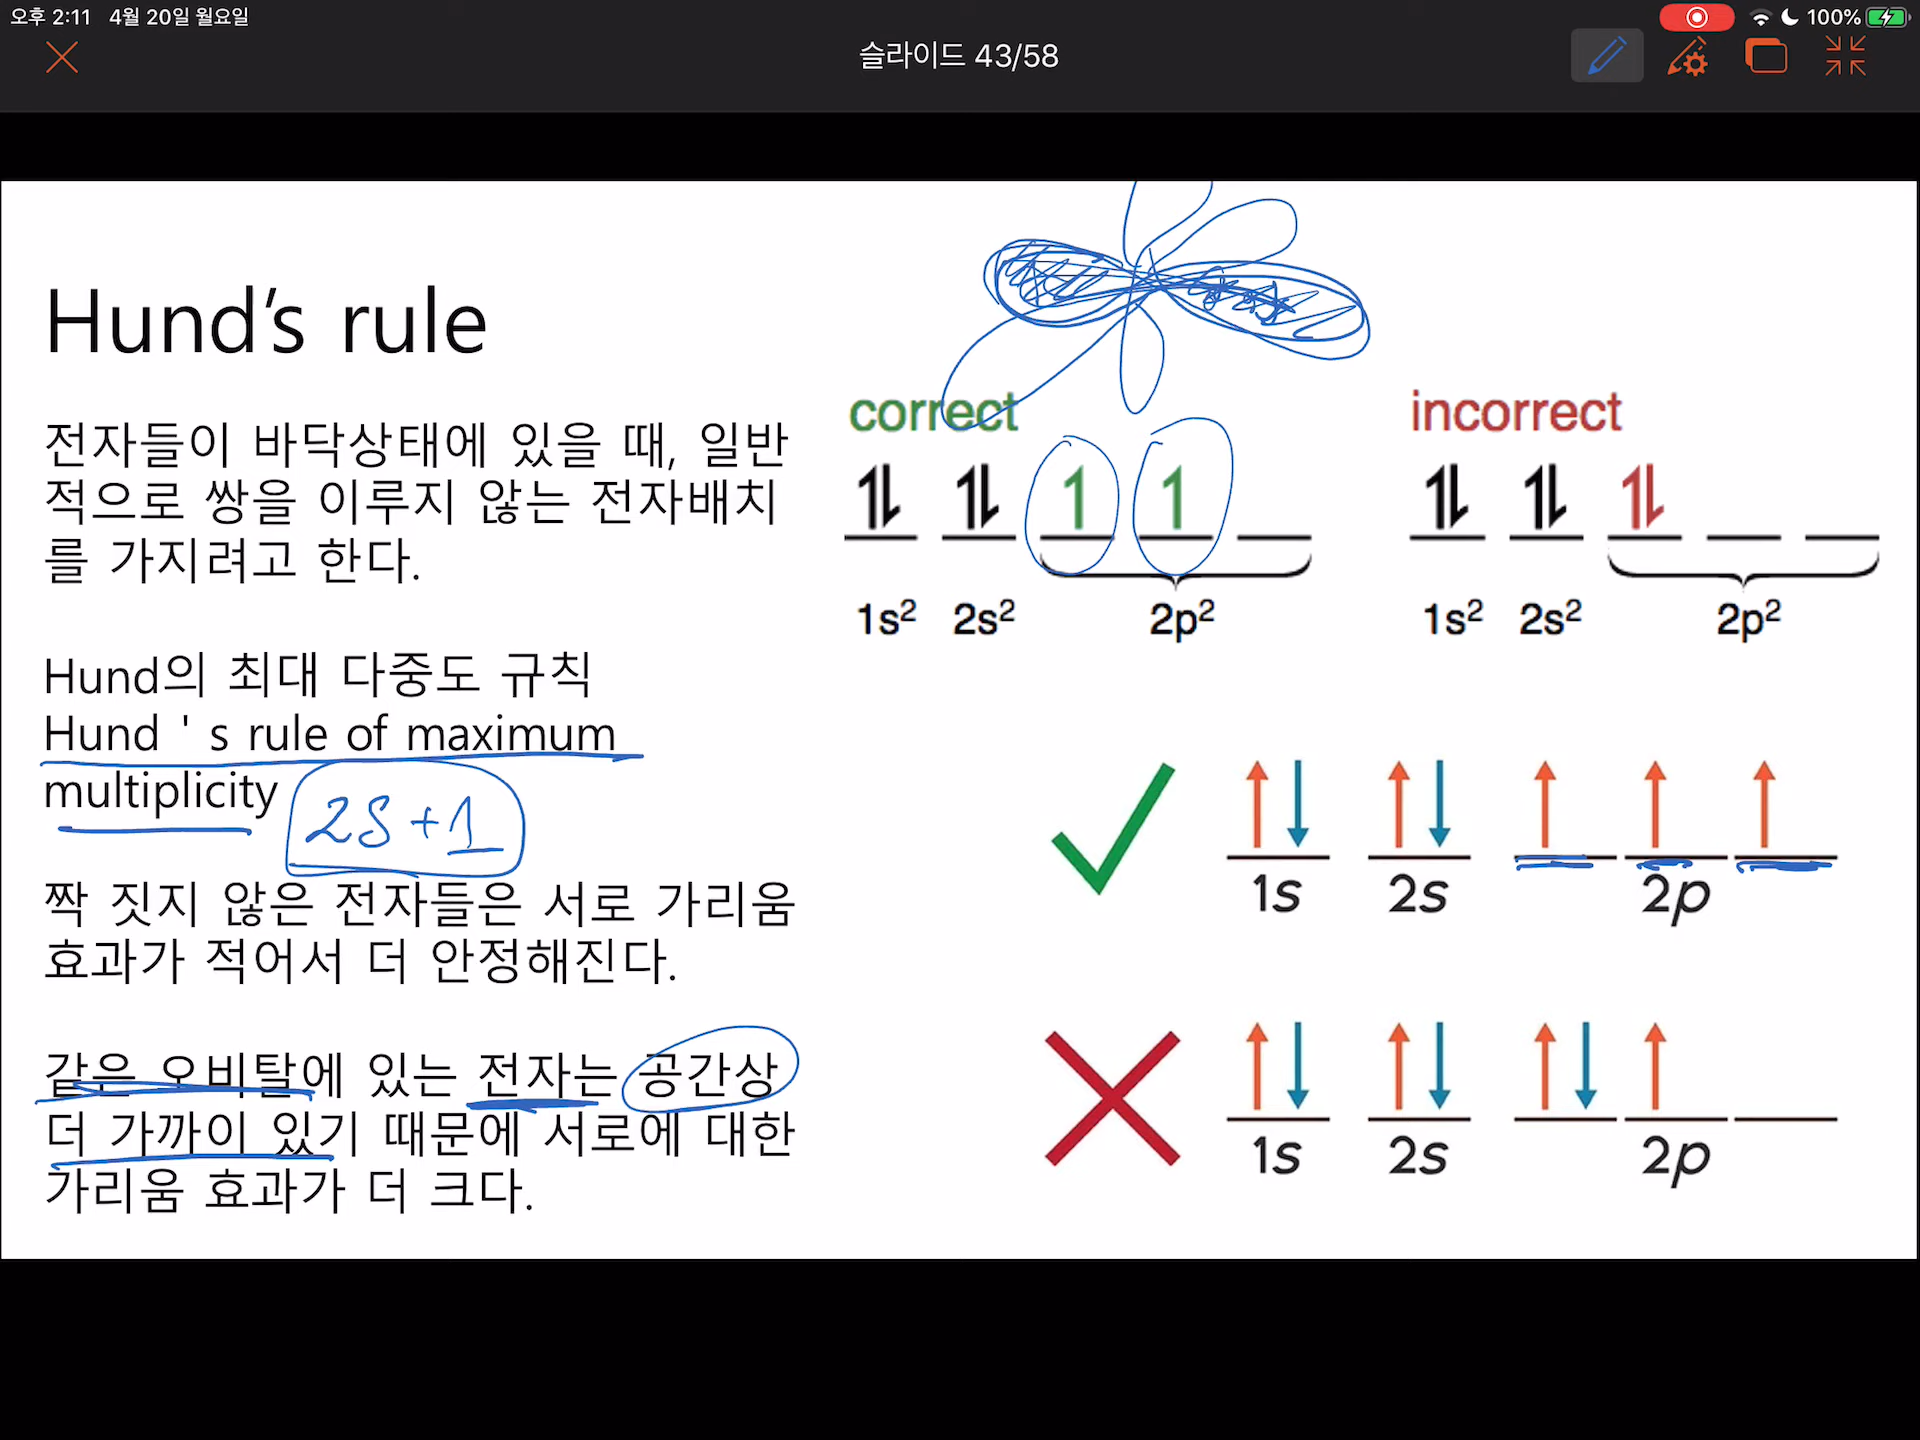 오후 2:11 4월 20일 월요일
100%
슬라이드 43/58
Hund’s rule
전자들이 바닥상태에 있을 때, 일반
적으로 쌍을 이루지 않는 전자배치
를 가지려고 한다.
Hund의 최대 다중도 규칙
Hund ' s rule of maximum
multiplicity
2S +1
짝 짓지 않은 전자들은 서로 가리움
효과가 적어서 더 안정해진다.
같은 오비탈에 있는 전자는 공간상
더 가까이 있기 때문에 서로에 대한
가리움 효과가 더 크다.
correct
1s² 2s² 2p²
incorrect
1s² 2s² 2p²
1s 2s 2p
1s 2s 2p